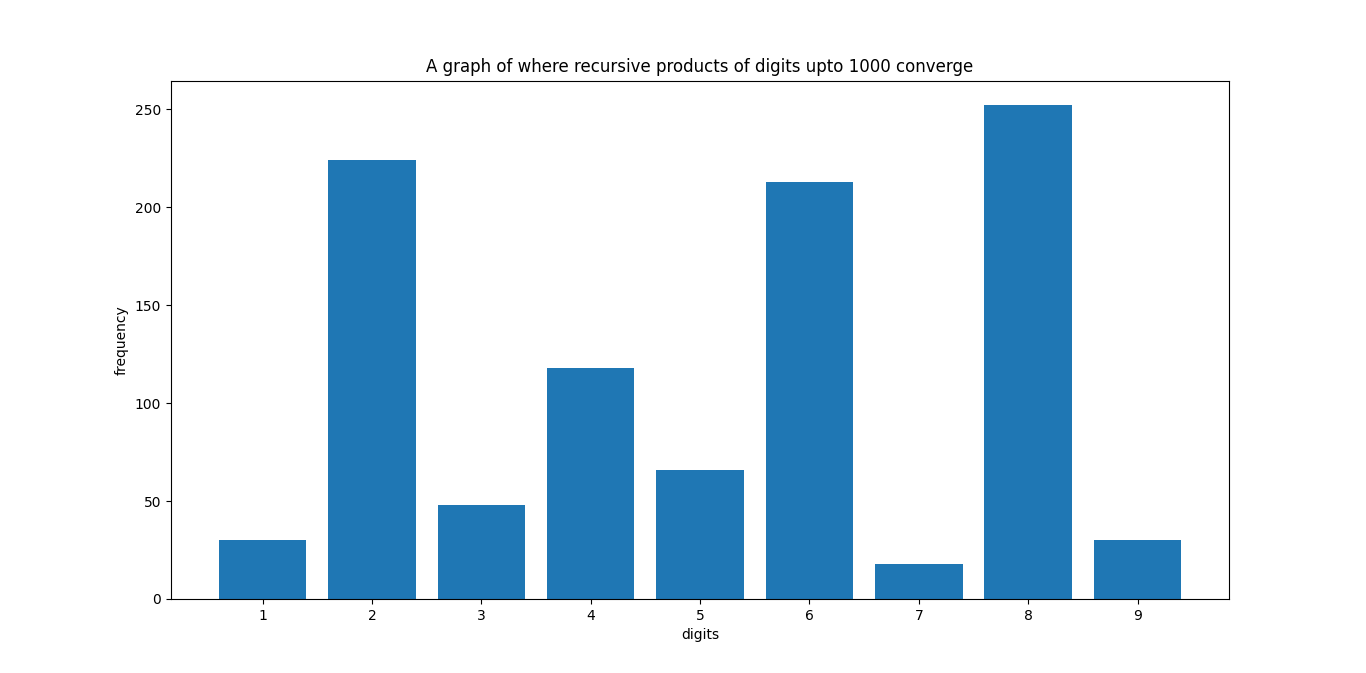 A graph of where recursive products of digits upto 1000 converge
250
200
150
100
50
0
frequency
1 2 3 4 5 6 7 8 9
digits